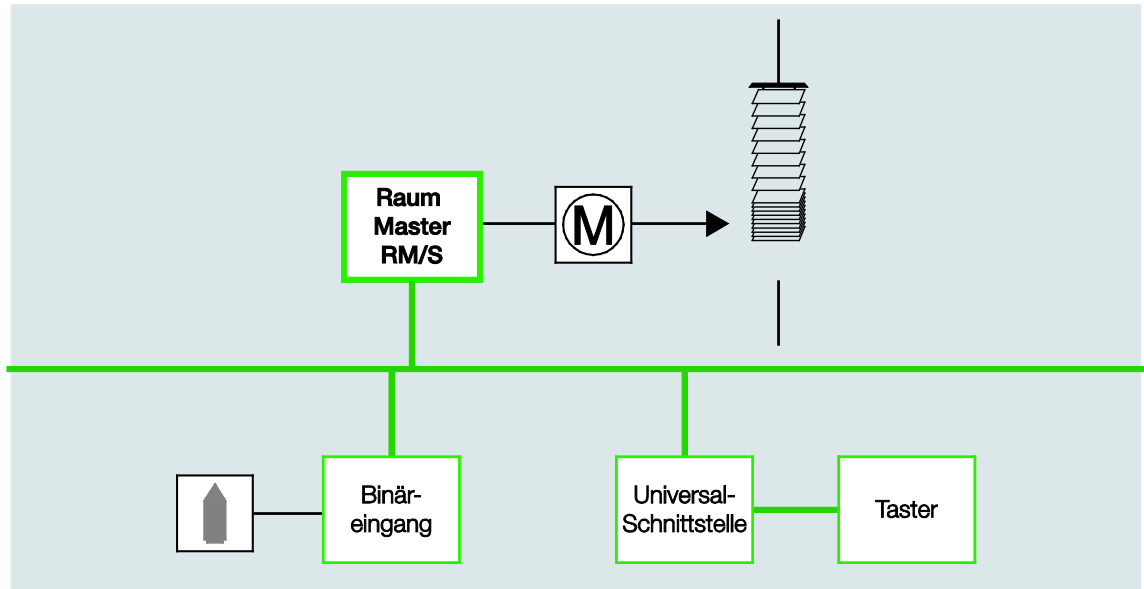 Raum
Master
RM/S
M
Binär-
eingang
Universal-
Schnittstelle
Taster